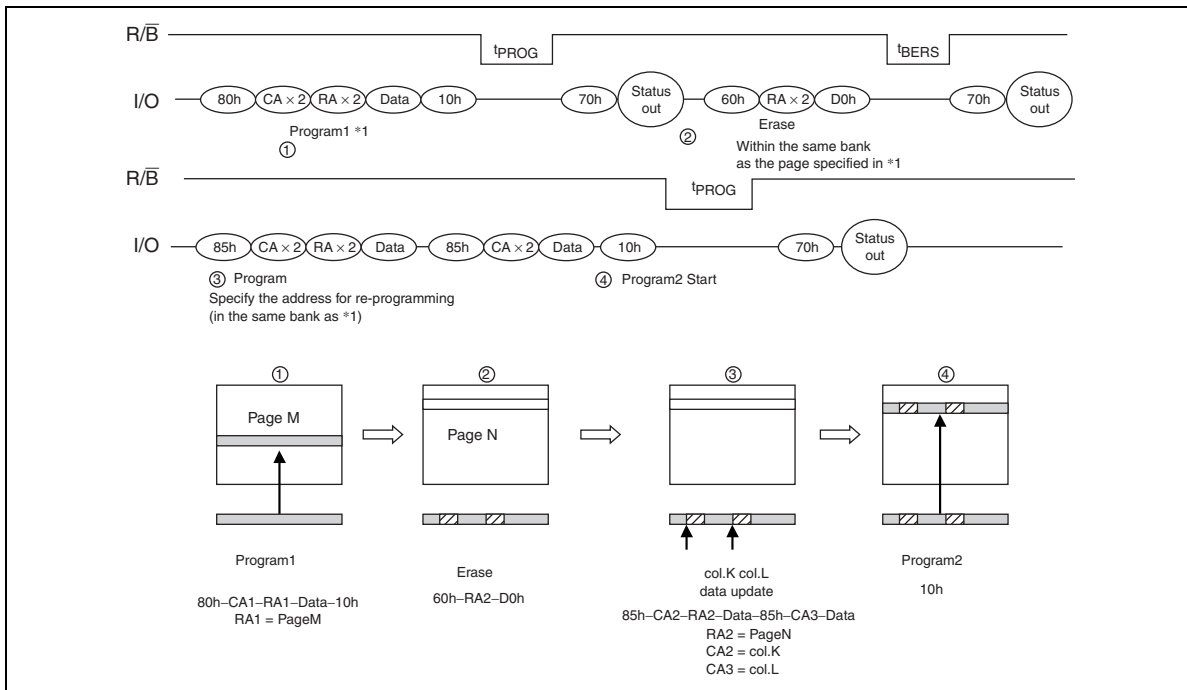 R/B
tPROG
tBERS
I/O
80h
CA × 2
RA × 2
Data
10h
70h
Status
out
60h
RA × 2
D0h
70h
Status
out
Program1 *1
①
②
Erase
Within the same bank
as the page specified in *1
R/B
tPROG
I/O
85h
CA × 2
RA × 2
Data
85h
CA × 2
Data
10h
70h
Status
out
③ Program
④ Program2 Start
Specify the address for re-programming
(in the same bank as *1)
①
②
③
④
Page M
Page N
Program1
80h–CA1–RA1–Data–10h
RA1 = PageM
Erase
60h–RA2–D0h
col.K col.L
data update
85h–CA2–RA2–Data–85h–CA3–Data
RA2 = PageN
CA2 = col.K
CA3 = col.L
Program2
10h